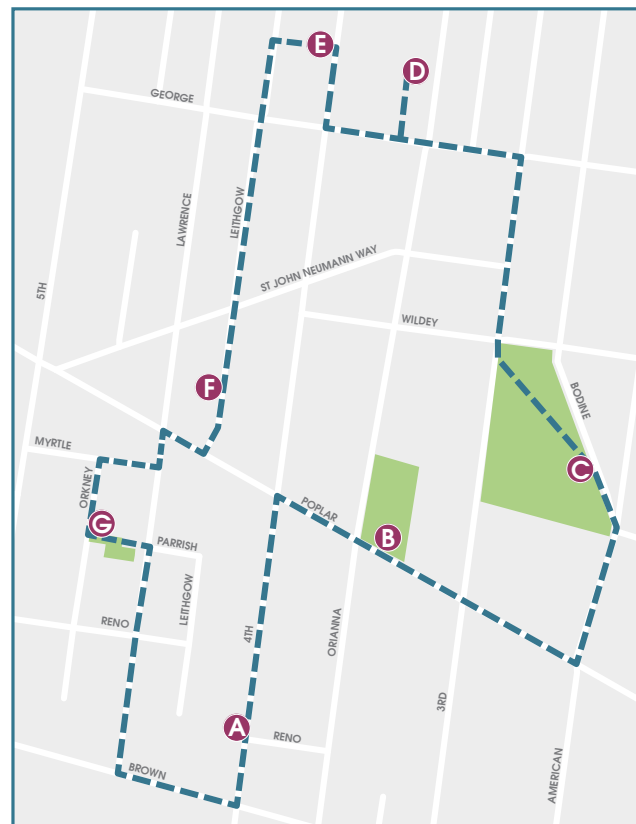 E
D
GEORGE
LAWRENCE
LEITHGOW
ST JOHN NEUMANN WAY
5TH
WILDEY
F
BODINE
MYRTLE
C
ORKNEY
POPLAR
G
B
PARRISH
LEITHGOW
RENO
4TH
ORIANNA
3RD
A
RENO
BROWN
AMERICAN